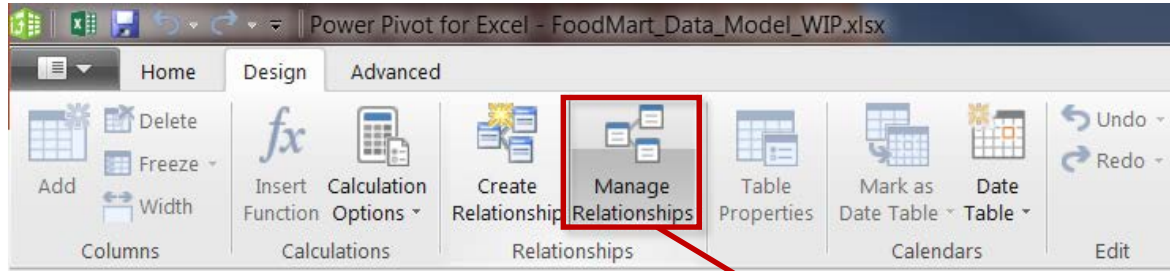 Power Pivot for Excel - FoodMart_Data_Model_WIP.xlsx
Home Design Advanced
Add
Delete
Freeze
Width
Columns
fx
Insert
Function
Calculation
Options
Calculations
Create
Relationship
Manage
Relationships
Relationships
Table
Properties
Mark as
Date Table
Date
Table
Calendars
Undo
Redo
Edit